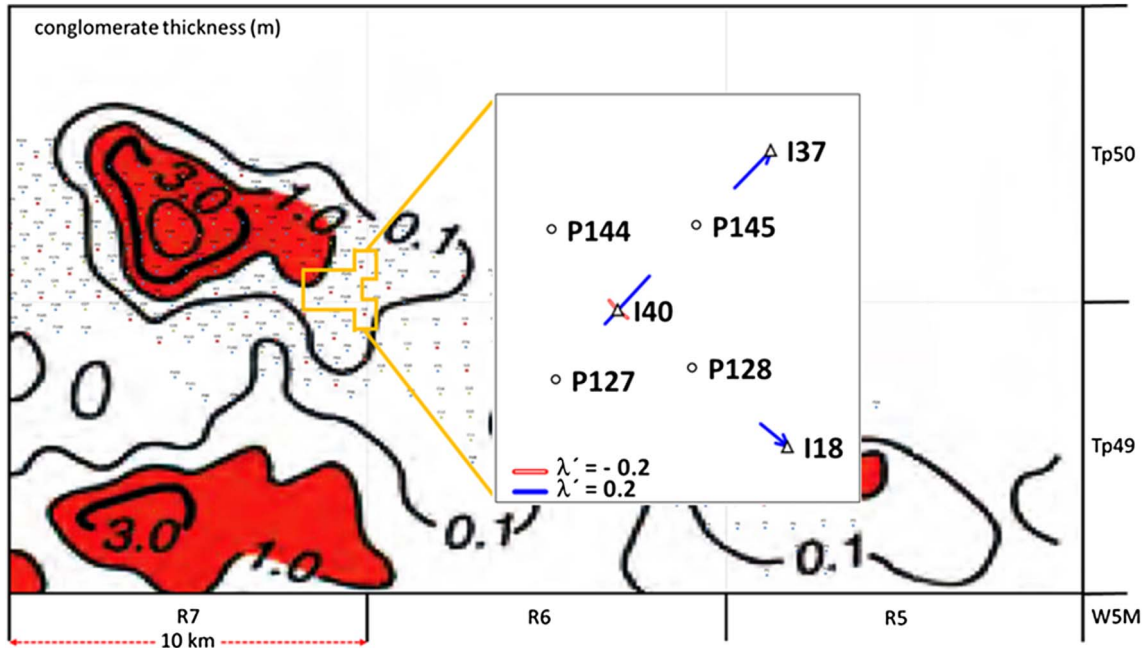 conglomerate thickness (m)
Tp50
I37
3.0
1.0
0.1
P144
P145
I40
P127
P128
0
I18
Tp49
λ´ = - 0.2
λ´ = 0.2
3.0
1.0
0.1
0.1
R7
R6
R5
W5M
10 km